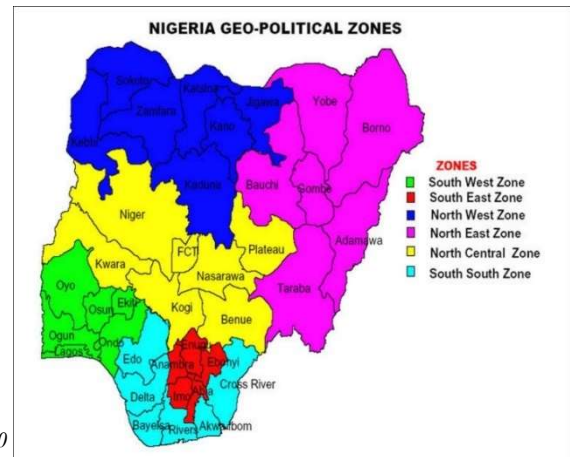 NIGERIA GEO-POLITICAL ZONES
Sokoto
Katsina
Jigawa
Yobe
Borno
Zamfara
Kano
Kebbi
Kaduna
Bauchi
Gombe
Adamawa
Niger
FCT
Plateau
Kwara
Nasarawa
Taraba
Oyo
Ekiti
Kogi
Benue
Osun
Ogun
Ondo
Lagos
Edo
Enugu
Anambra
Ebonyi
Delta
Imo
Abia
Cross River
Bayelsa
Rivers
AkwaIbom
ZONES
South West Zone
South East Zone
North West Zone
North East Zone
North Central Zone
South South Zone
0